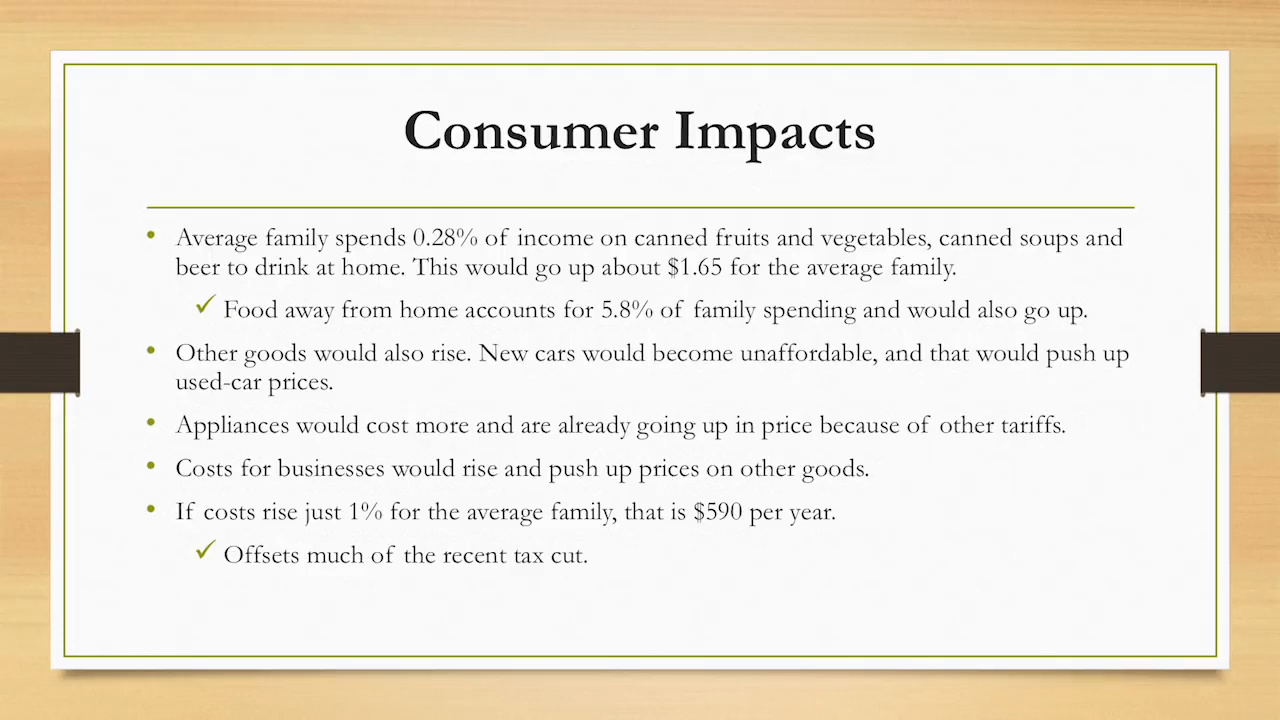 Consumer Impacts
• Average family spends 0.28% of income on canned fruits and vegetables, canned soups and
beer to drink at home. This would go up about $1.65 for the average family.
✓ Food away from home accounts for 5.8% of family spending and would also go up.
• Other goods would also rise. New cars would become unaffordable, and that would push up
used-car prices.
• Appliances would cost more and are already going up in price because of other tariffs.
• Costs for businesses would rise and push up prices on other goods.
• If costs rise just 1% for the average family, that is $590 per year.
✓ Offsets much of the recent tax cut.